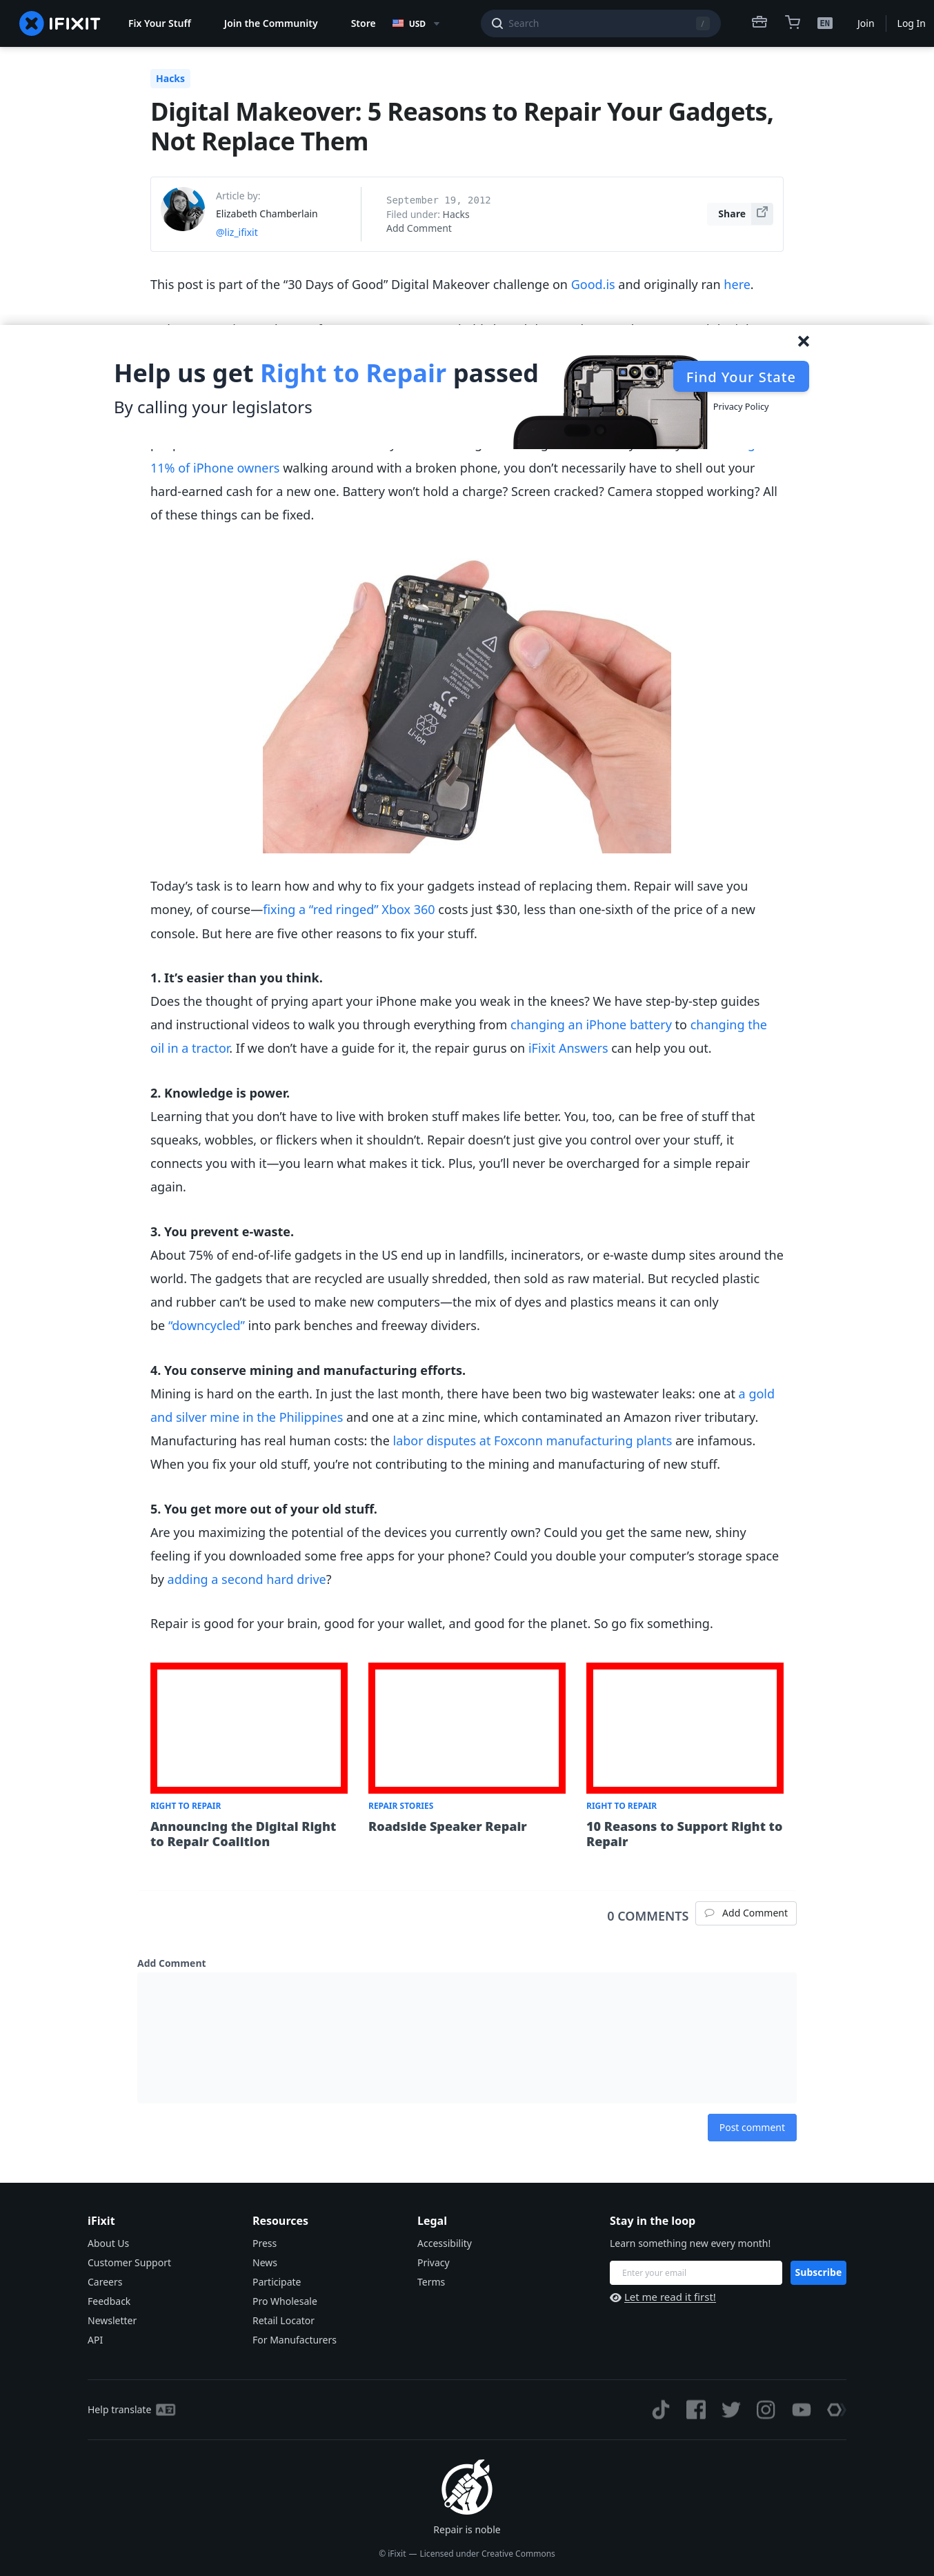 IFIXIT
Fix Your Stuff
Join the Community
Store
USD
Search
/
EN
Join
Log In
Hacks
Digital Makeover: 5 Reasons to Repair Your Gadgets,
Not Replace Them
Article by:
Elizabeth Chamberlain
@liz_ifixit
September 19, 2012
Filed under: Hacks
Add Comment
Share
This post is part of the “30 Days of Good” Digital Makeover challenge on Good.is and originally ran here.
Help us get Right to Repair passed
By calling your legislators
Find Your State
Privacy Policy
11% of iPhone owners walking around with a broken phone, you don’t necessarily have to shell out your
hard-earned cash for a new one. Battery won’t hold a charge? Screen cracked? Camera stopped working? All
of these things can be fixed.
Li-ion
Today’s task is to learn how and why to fix your gadgets instead of replacing them. Repair will save you
money, of course—fixing a “red ringed” Xbox 360 costs just $30, less than one-sixth of the price of a new
console. But here are five other reasons to fix your stuff.
1. It’s easier than you think.
Does the thought of prying apart your iPhone make you weak in the knees? We have step-by-step guides
and instructional videos to walk you through everything from changing an iPhone battery to changing the
oil in a tractor. If we don’t have a guide for it, the repair gurus on iFixit Answers can help you out.
2. Knowledge is power.
Learning that you don’t have to live with broken stuff makes life better. You, too, can be free of stuff that
squeaks, wobbles, or flickers when it shouldn’t. Repair doesn’t just give you control over your stuff, it
connects you with it—you learn what makes it tick. Plus, you’ll never be overcharged for a simple repair
again.
3. You prevent e-waste.
About 75% of end-of-life gadgets in the US end up in landfills, incinerators, or e-waste dump sites around the
world. The gadgets that are recycled are usually shredded, then sold as raw material. But recycled plastic
and rubber can’t be used to make new computers—the mix of dyes and plastics means it can only
be “downcycled” into park benches and freeway dividers.
4. You conserve mining and manufacturing efforts.
Mining is hard on the earth. In just the last month, there have been two big wastewater leaks: one at a gold
and silver mine in the Philippines and one at a zinc mine, which contaminated an Amazon river tributary.
Manufacturing has real human costs: the labor disputes at Foxconn manufacturing plants are infamous.
When you fix your old stuff, you’re not contributing to the mining and manufacturing of new stuff.
5. You get more out of your old stuff.
Are you maximizing the potential of the devices you currently own? Could you get the same new, shiny
feeling if you downloaded some free apps for your phone? Could you double your computer’s storage space
by adding a second hard drive?
Repair is good for your brain, good for your wallet, and good for the planet. So go fix something.
RIGHT TO REPAIR
Announcing the Digital Right
to Repair Coalition
REPAIR STORIES
Roadside Speaker Repair
RIGHT TO REPAIR
10 Reasons to Support Right to
Repair
0 COMMENTS
Add Comment
Add Comment
Post comment
iFixit
About Us
Customer Support
Careers
Feedback
Newsletter
API
Resources
Press
News
Participate
Pro Wholesale
Retail Locator
For Manufacturers
Legal
Accessibility
Privacy
Terms
Stay in the loop
Learn something new every month!
Enter your email
Subscribe
Let me read it first!
Help translate
Repair is noble
© iFixit — Licensed under Creative Commons